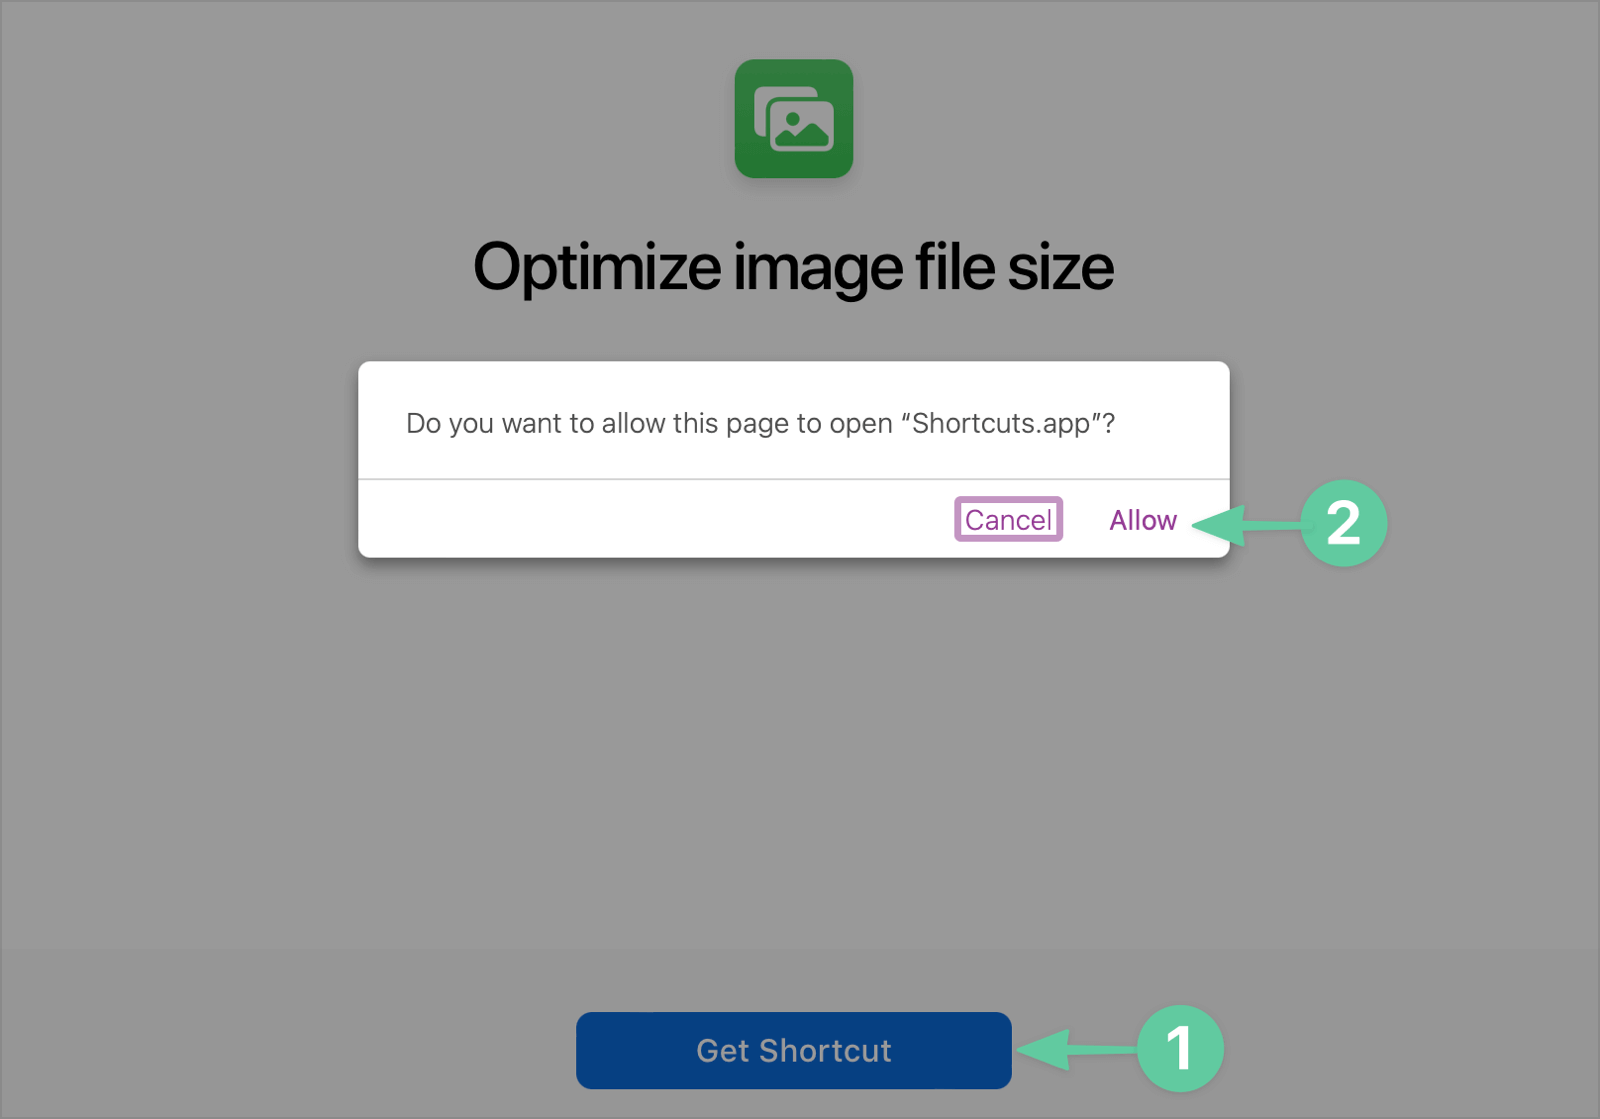 Optimize image file size
Do you want to allow this page to open “Shortcuts.app”?
Cancel
Allow
2
Get Shortcut
1